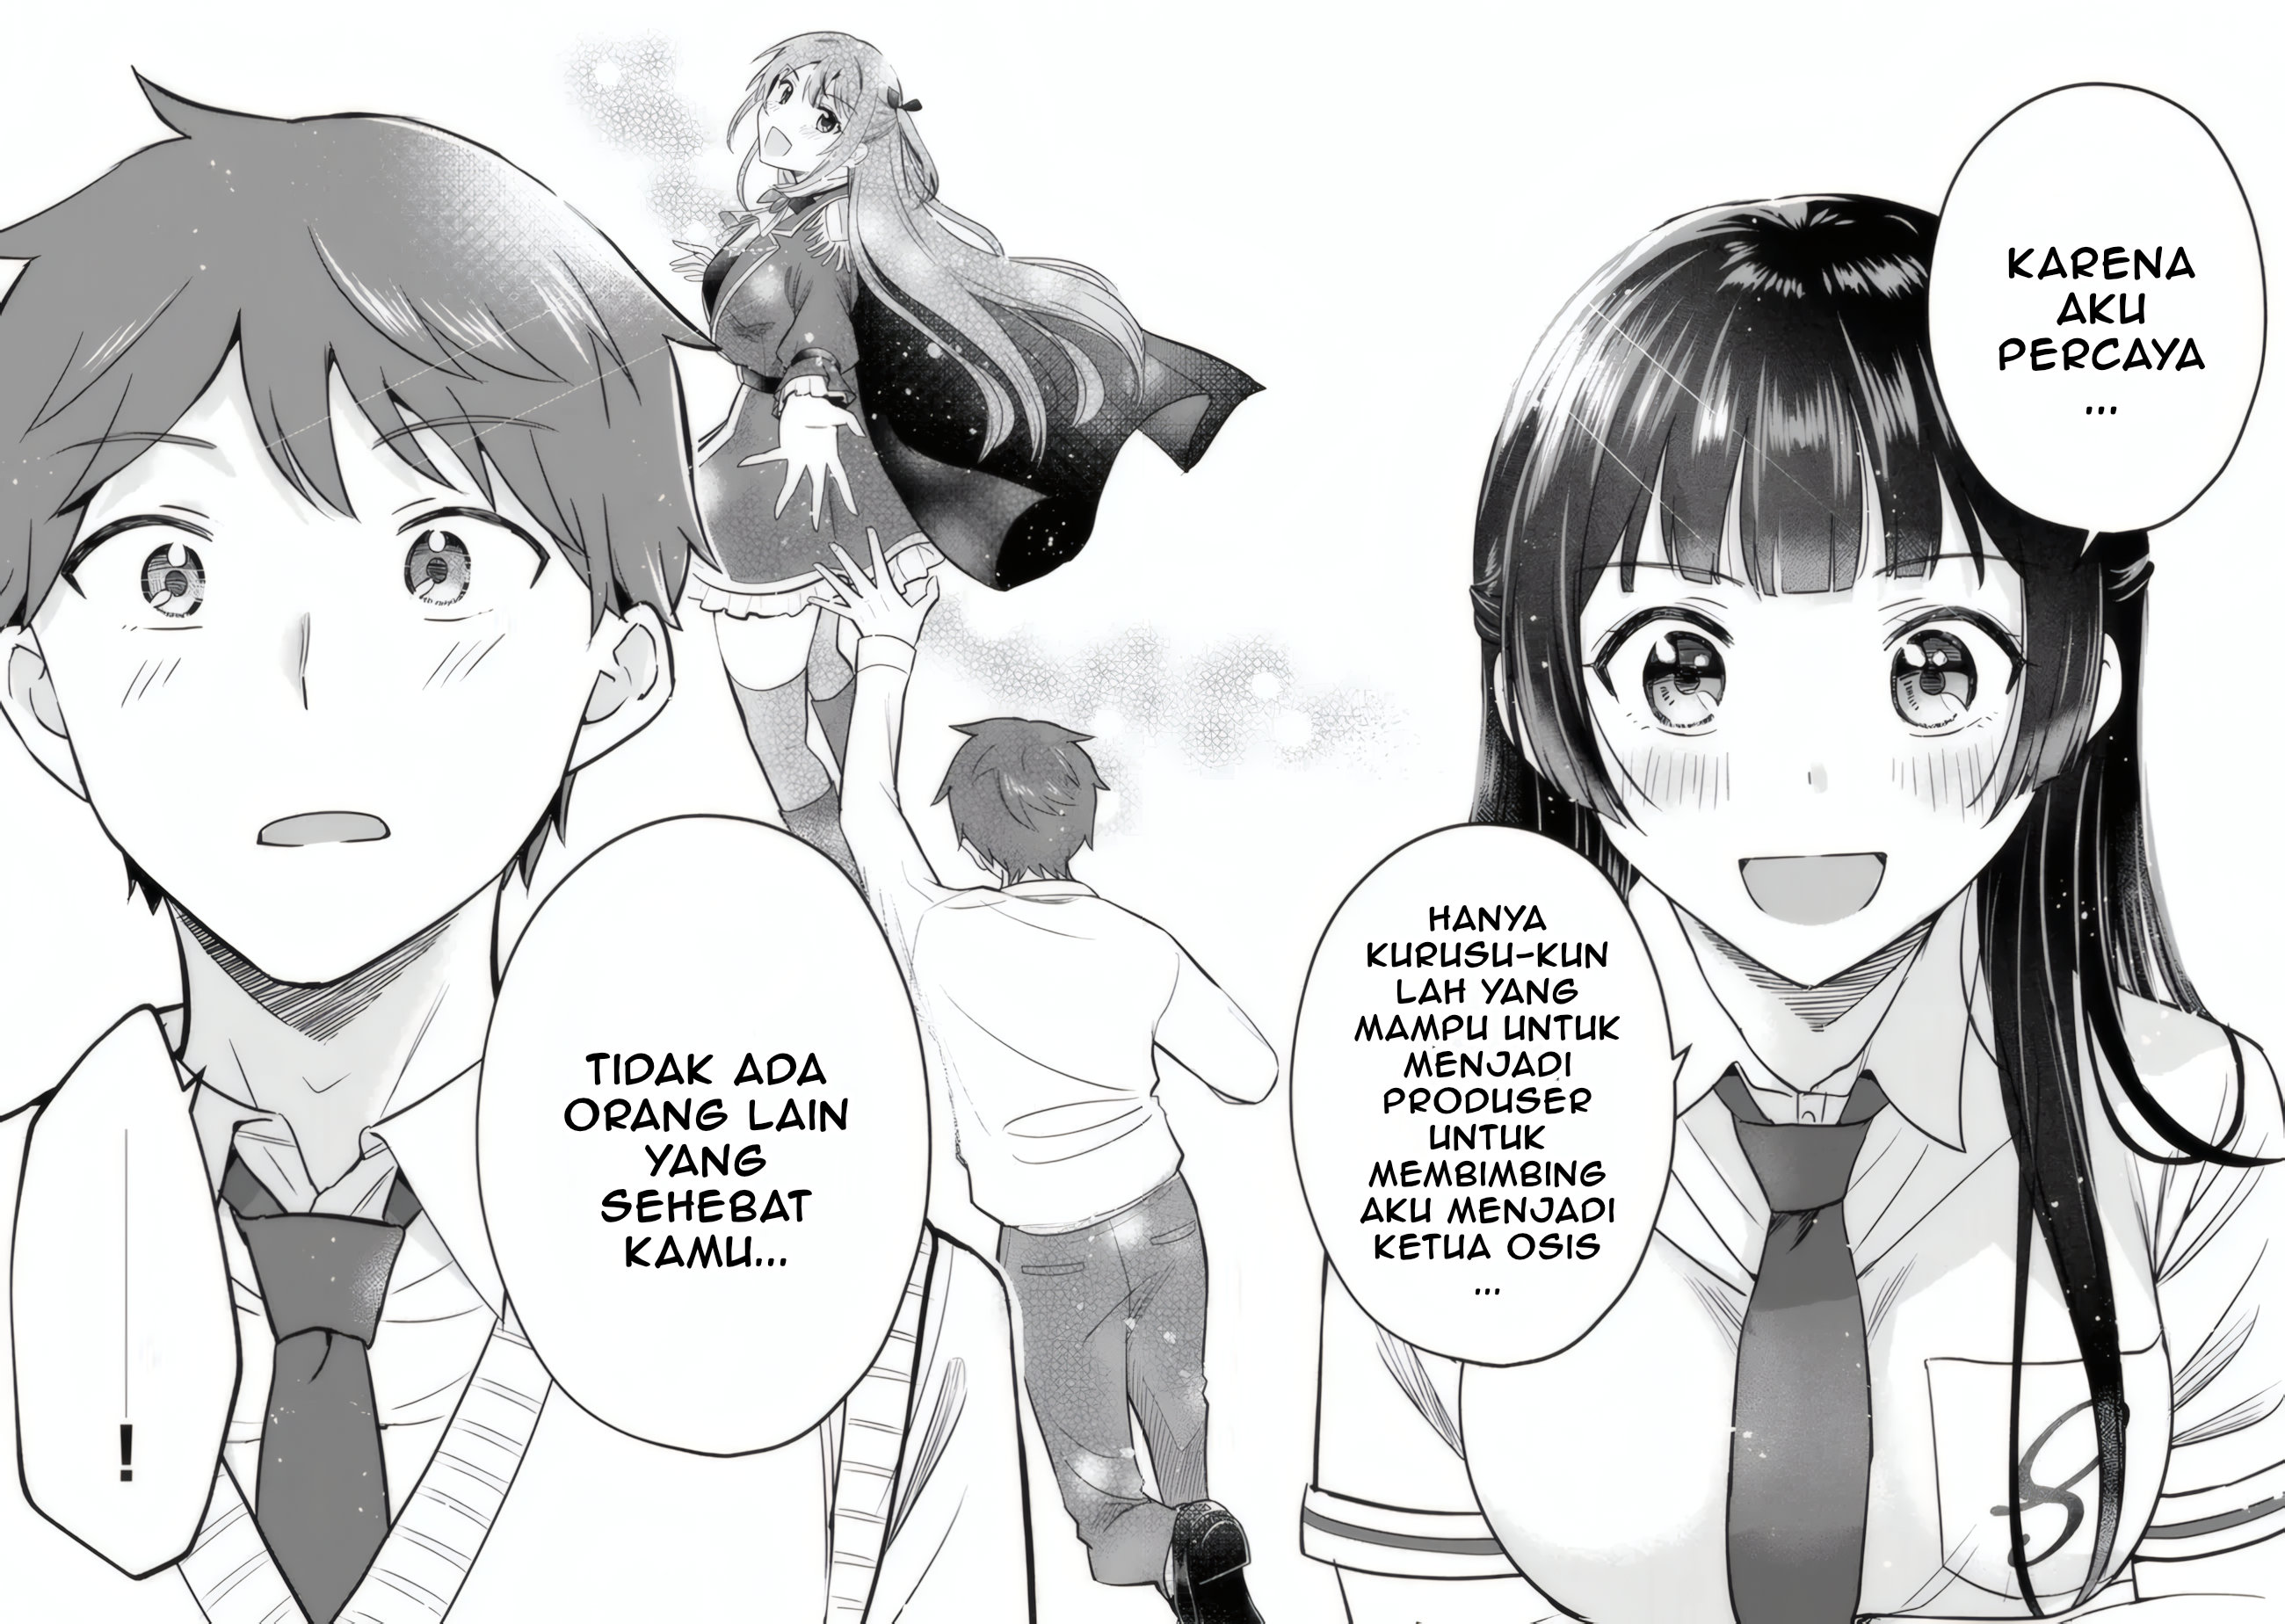 KARENA
AKU
PERCAYA
...
HANYA
KURUSU-KUN
LAH YANG
MAMPU UNTUK
MENJADI
PRODUSER
UNTUK
MEMBIMBING
AKU MENJADI
KETUA OSIS
...
TIDAK ADA
ORANG LAIN
YANG
SEHEBAT
KAMU...
!